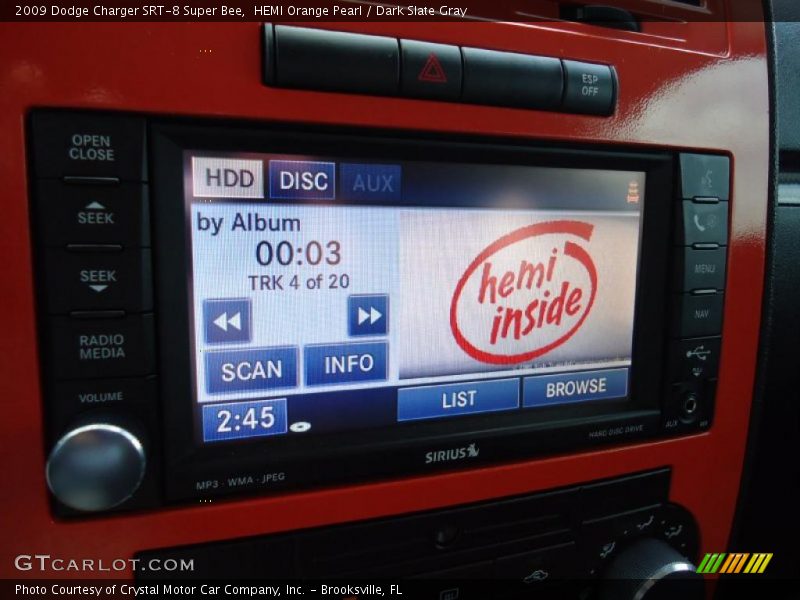 2009 Dodge Charger SRT-8 Super Bee,  HEMI Orange Pearl / Dark Slate Gray
ESP
OFF
OPEN
CLOSE
SEEK
SEEK
RADIO
MEDIA
VOLUME
HDD
DISC
AUX
by Album
00:03
TRK 4 of 20
SCAN
INFO
2:45
LIST
BROWSE
hemi
inside
MENU
NAV
AUX
MP3 · WMA · JPEG
SIRIUS
HARD DISC DRIVE
GTcarlot.com
Photo Courtesy of Crystal Motor Car Company, Inc. - Brooksville, FL